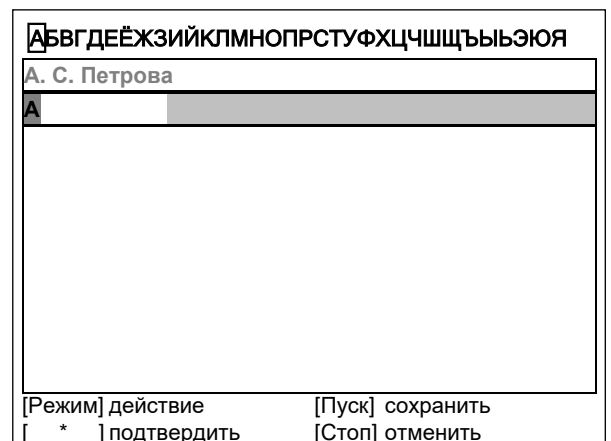 АБВГДЕЁЖЗИЙКЛМНОПРСТУФХЦЧШЩЪЫЬЭЮЯ
А. С. Петрова
А
[Режим] действие [Пуск] сохранить
[ * ] подтвердить [Стоп] отменить